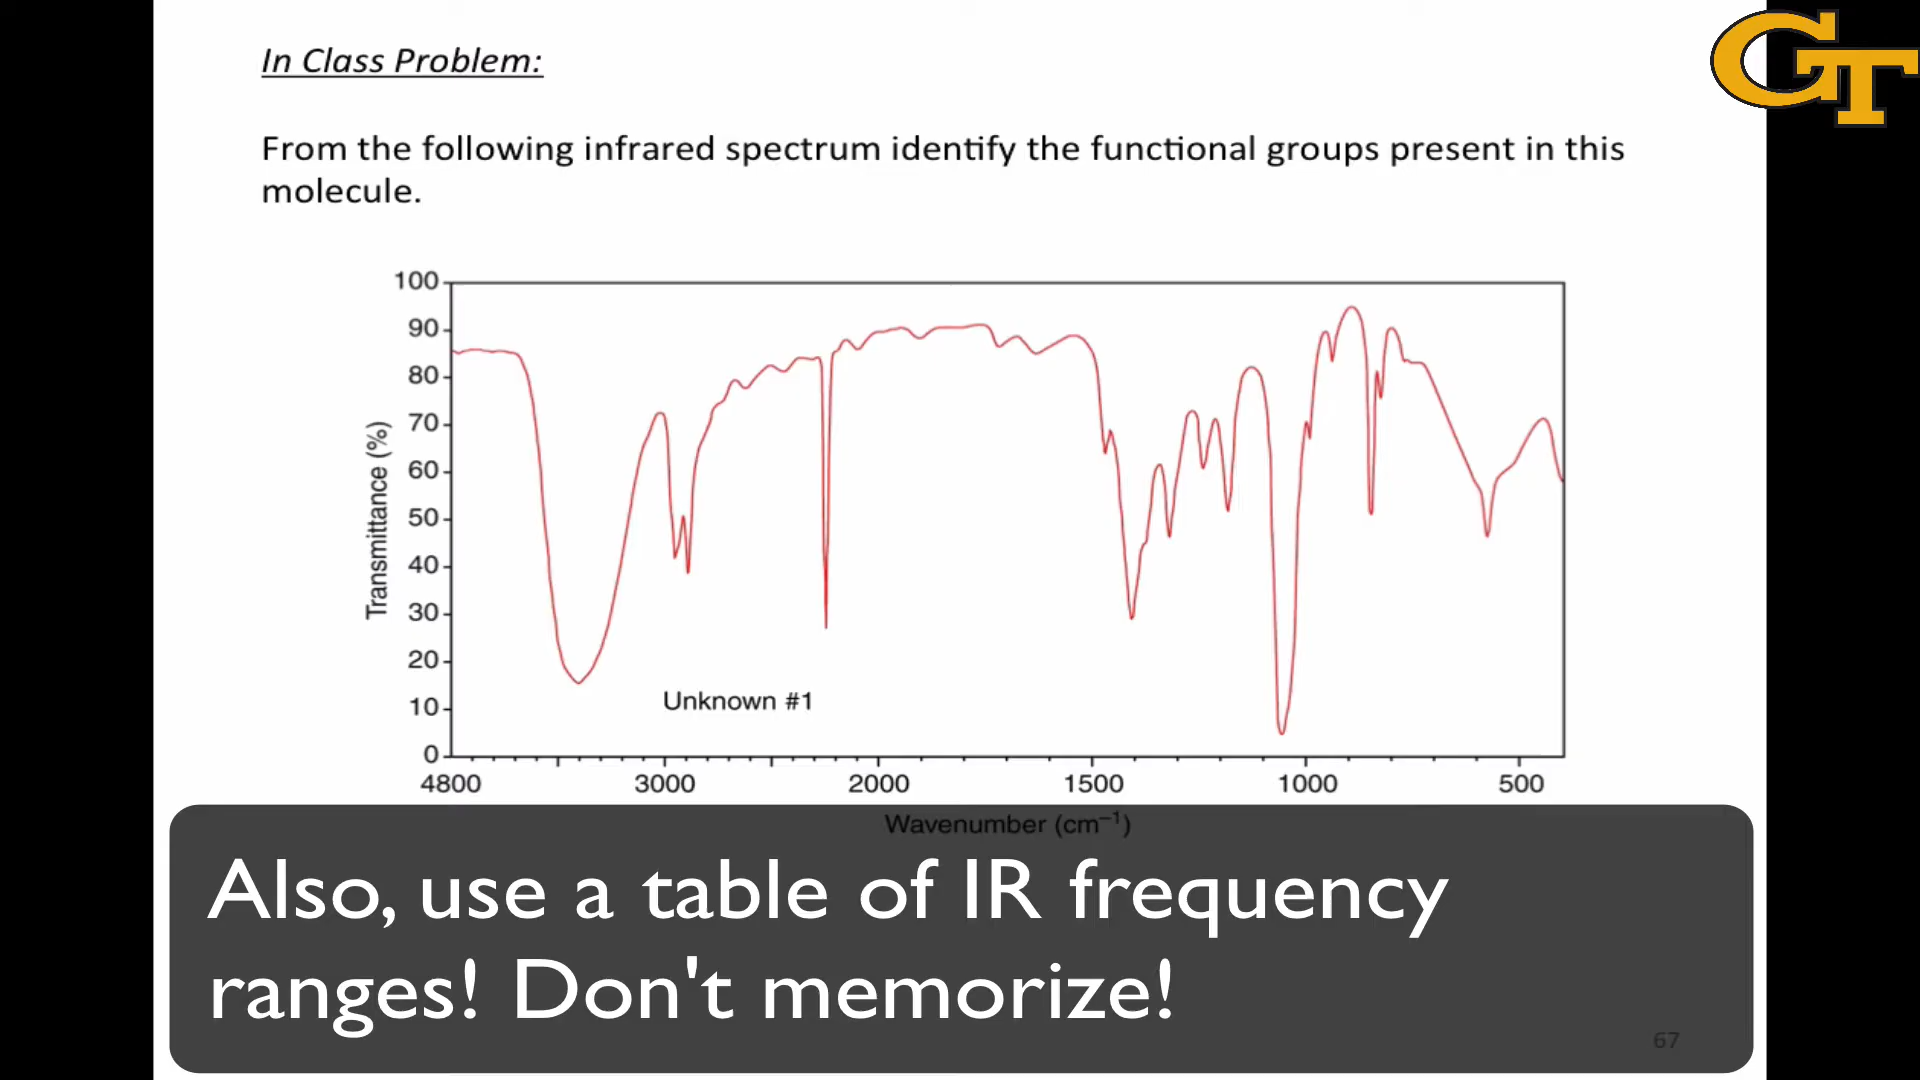 GT
In Class Problem:
From the following infrared spectrum identify the functional groups present in this
molecule.
100
90
80
70
60
50
40
30
20
10
0
Transmittance (%)
Unknown #1
4800 3000 2000 1500 1000 500
Wavenumber (cm⁻¹)
Also, use a table of IR frequency
ranges! Don't memorize!
67